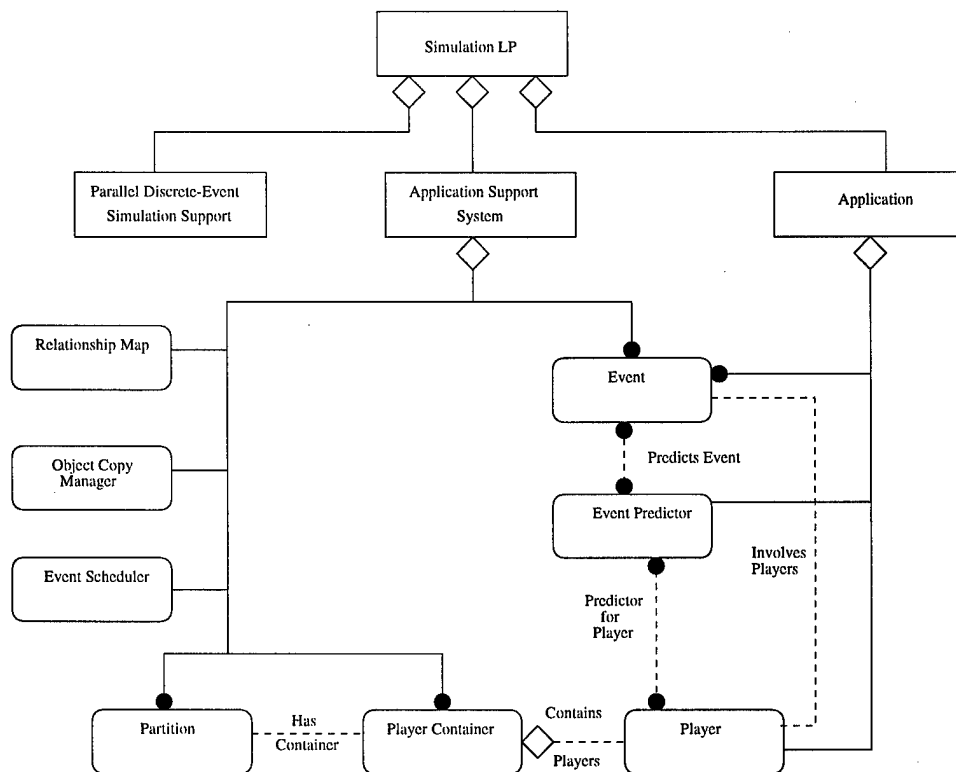 Simulation LP
Parallel Discrete-Event
Simulation Support
Application Support
System
Application
Relationship Map
Event
Predicts Event
Object Copy
Manager
Event Predictor
Involves
Players
Event Scheduler
Predictor
for
Player
Partition
Has
Container
Player Container
Contains
Players
Player